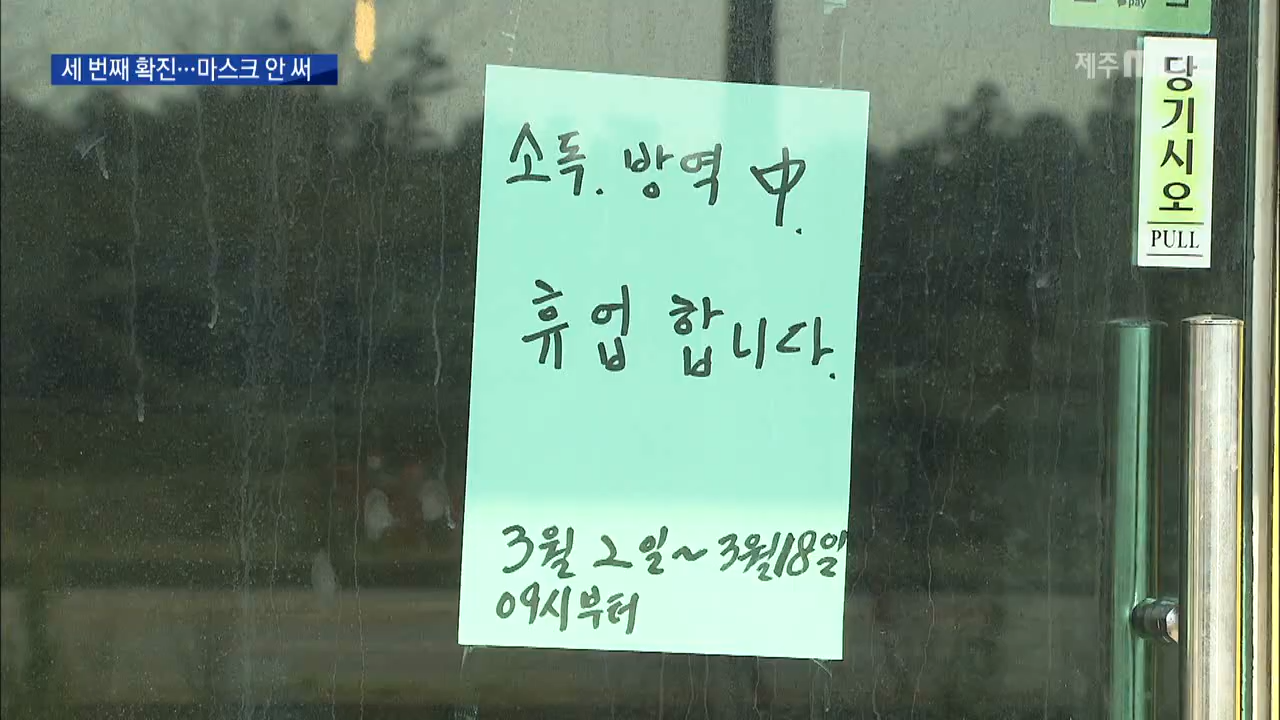 세 번째 확진…마스크 안 써
제주M
pay
당기시오
PULL
소독. 방역 中.
휴업 합니다.
3월 2일~3월18일
09시부터